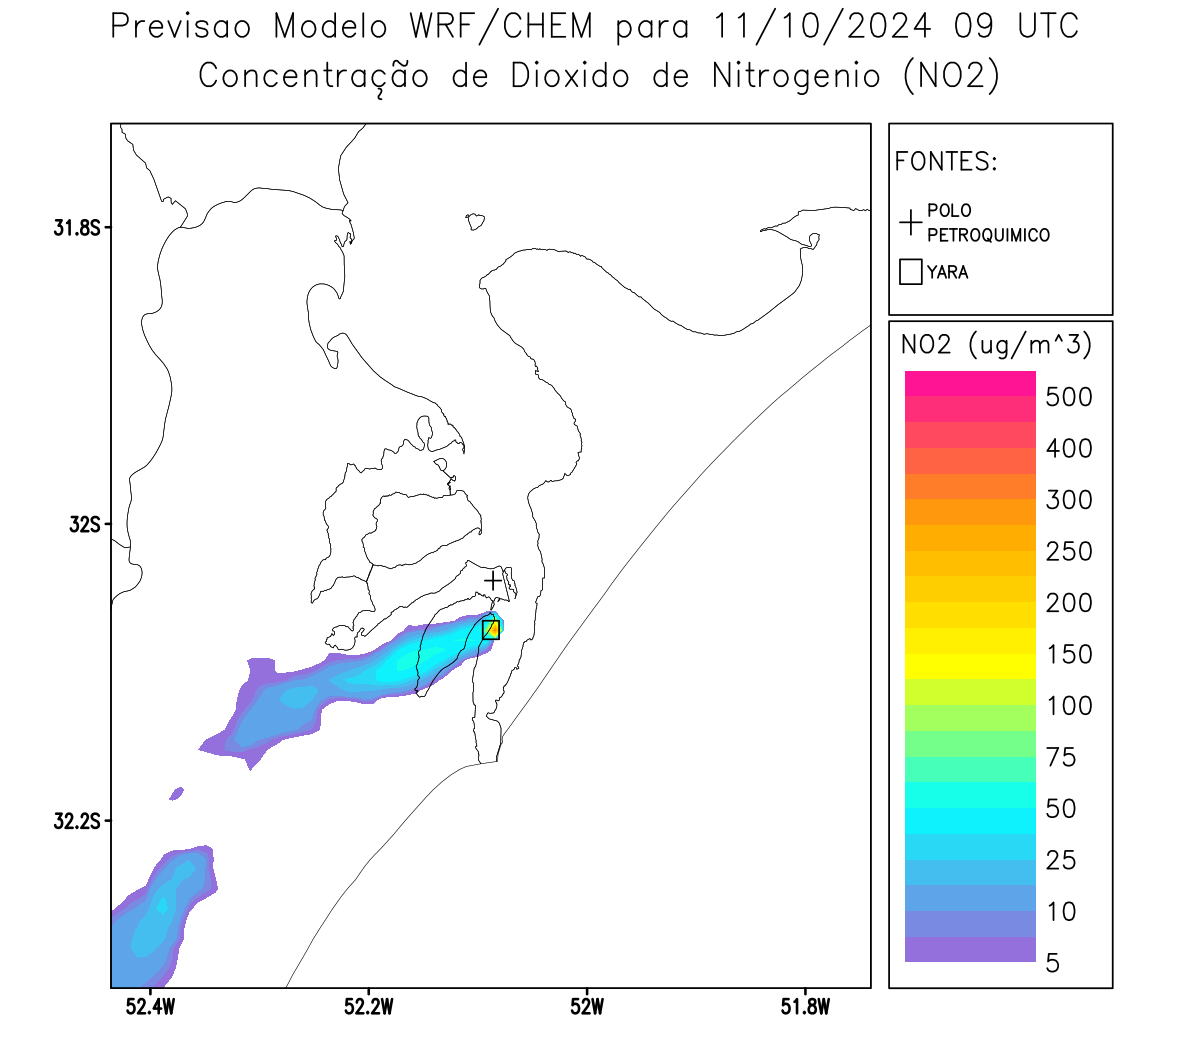 Previsao Modelo WRF/CHEM para 11/10/2024 09 UTC
Concentração de Dioxido de Nitrogenio (NO2)
FONTES:
POLO
PETROQUIMICO
YARA
NO2 (ug/m^3)
500
400
300
250
200
150
100
75
50
25
10
5
31.8S
32S
32.2S
52.4W
52.2W
52W
51.8W